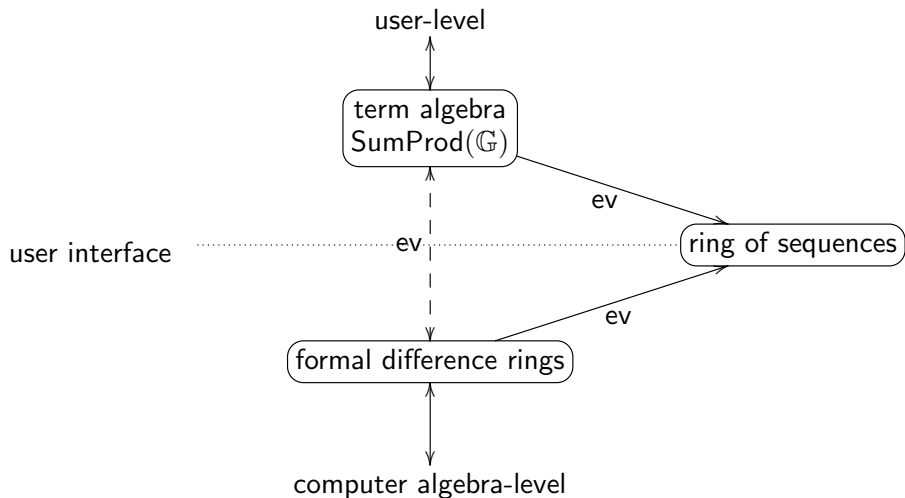 user-level
term algebra
SumProd(𝔾)
ev
ring of sequences
user interface
ev
ev
formal difference rings
computer algebra-level